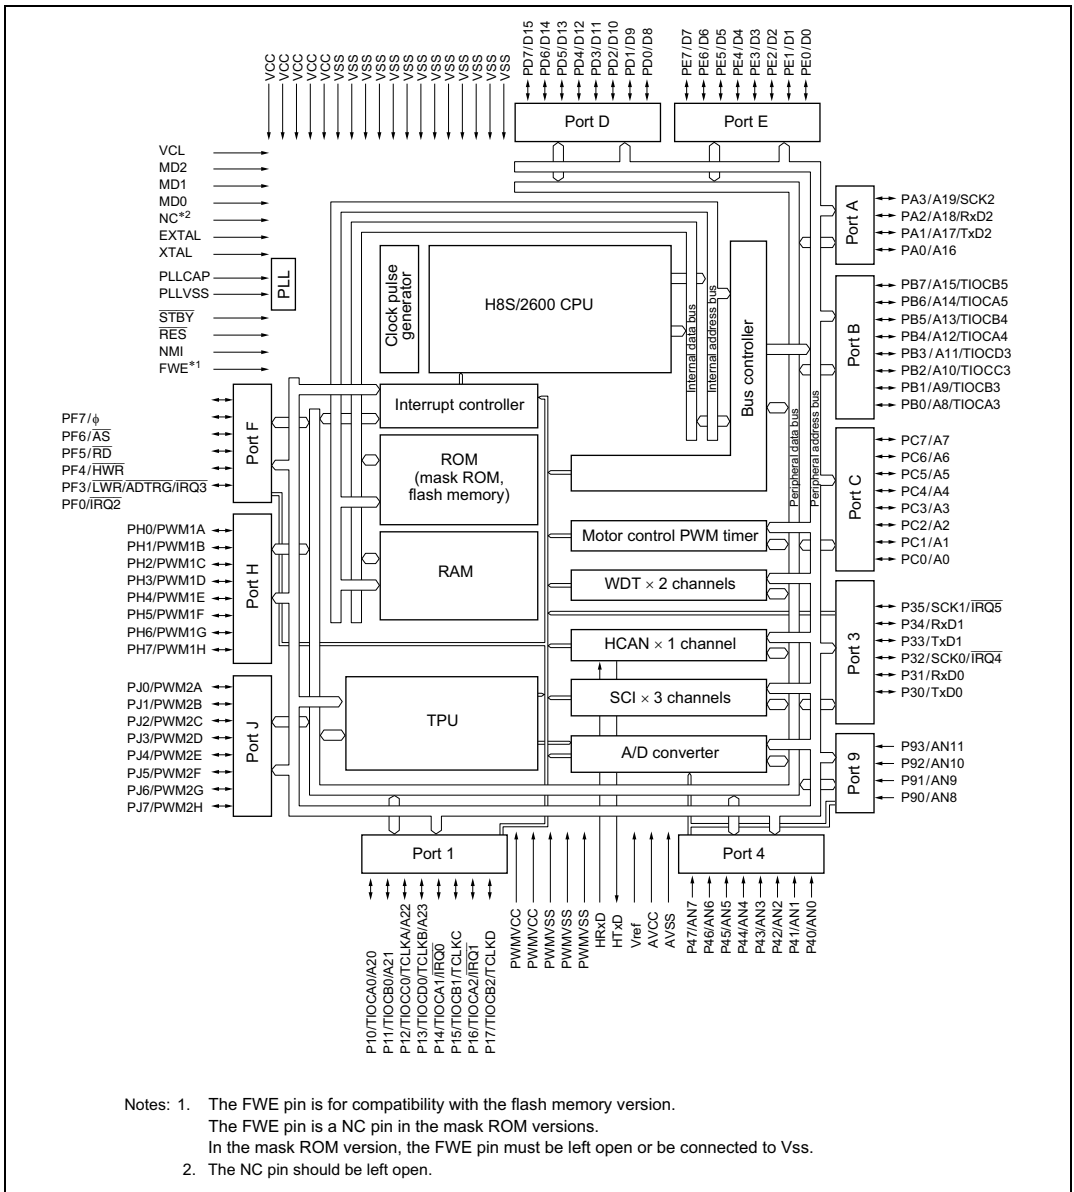 VCC
VCC
VCC
VCC
VCC
VSS
VSS
VSS
VSS
VSS
VSS
VSS
VSS
VSS
VSS
VSS
VSS
VSS
PD7/D15
PD6/D14
PD5/D13
PD4/D12
PD3/D11
PD2/D10
PD1/D9
PD0/D8
PE7/D7
PE6/D6
PE5/D5
PE4/D4
PE3/D3
PE2/D2
PE1/D1
PE0/D0
Port D
Port E
VCL
MD2
MD1
MD0
NC*2
EXTAL
XTAL
PLLCAP
PLLVSS
STBY
RES
NMI
FWE*1
PLL
Clock pulse
generator
H8S/2600 CPU
Internal data bus
Internal address bus
Bus controller
Peripheral data bus
Peripheral address bus
Port A
PA3/A19/SCK2
PA2/A18/RxD2
PA1/A17/TxD2
PA0/A16
Port B
PB7/A15/TIOCB5
PB6/A14/TIOCA5
PB5/A13/TIOCB4
PB4/A12/TIOCA4
PB3/A11/TIOCD3
PB2/A10/TIOCC3
PB1/A9/TIOCB3
PB0/A8/TIOCA3
PF7/ϕ
PF6/AS
PF5/RD
PF4/HWR
PF3/LWR/ADTRG/IRQ3
PF0/IRQ2
Port F
Interrupt controller
ROM
(mask ROM,
flash memory)
RAM
Port C
PC7/A7
PC6/A6
PC5/A5
PC4/A4
PC3/A3
PC2/A2
PC1/A1
PC0/A0
PH0/PWM1A
PH1/PWM1B
PH2/PWM1C
PH3/PWM1D
PH4/PWM1E
PH5/PWM1F
PH6/PWM1G
PH7/PWM1H
Port H
Motor control PWM timer
WDT × 2 channels
HCAN × 1 channel
SCI × 3 channels
A/D converter
Port 3
P35/SCK1/IRQ5
P34/RxD1
P33/TxD1
P32/SCK0/IRQ4
P31/RxD0
P30/TxD0
PJ0/PWM2A
PJ1/PWM2B
PJ2/PWM2C
PJ3/PWM2D
PJ4/PWM2E
PJ5/PWM2F
PJ6/PWM2G
PJ7/PWM2H
Port J
TPU
Port 9
P93/AN11
P92/AN10
P91/AN9
P90/AN8
Port 1
Port 4
P10/TIOCA0/A20
P11/TIOCB0/A21
P12/TIOCC0/TCLKA/A22
P13/TIOCD0/TCLKB/A23
P14/TIOCA1/IRQ0
P15/TIOCB1/TCLKC
P16/TIOCA2/IRQ1
P17/TIOCB2/TCLKD
PWMVCC
PWMVCC
PWMVSS
PWMVSS
PWMVSS
HRxD
HTxD
Vref
AVCC
AVSS
P47/AN7
P46/AN6
P45/AN5
P44/AN4
P43/AN3
P42/AN2
P41/AN1
P40/AN0
Notes: 1. The FWE pin is for compatibility with the flash memory version.
The FWE pin is a NC pin in the mask ROM versions.
In the mask ROM version, the FWE pin must be left open or be connected to Vss.
2. The NC pin should be left open.